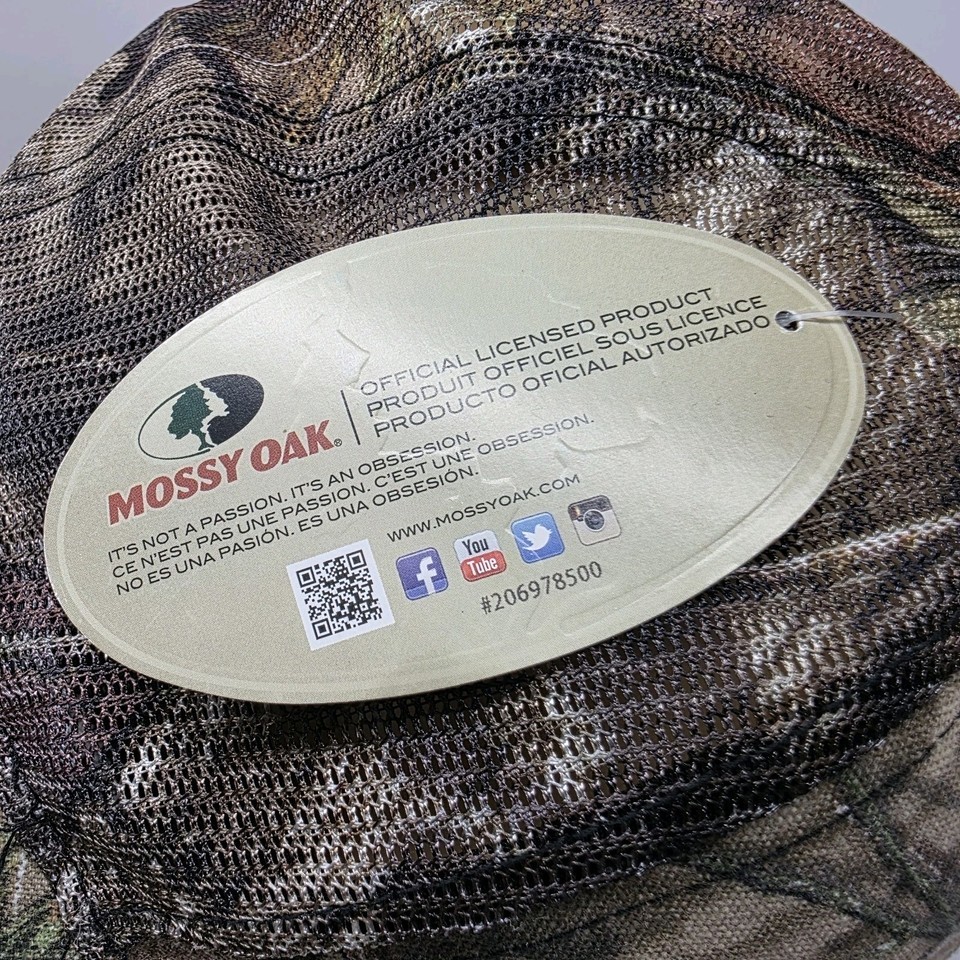 MOSSY OAK®
OFFICIAL LICENSED PRODUCT
PRODUIT OFFICIEL SOUS LICENCE
PRODUCTO OFICIAL AUTORIZADO
IT'S NOT A PASSION. IT'S AN OBSESSION.
CE N'EST PAS UNE PASSION. C'EST UNE OBSESSION.
NO ES UNA PASIÓN. ES UNA OBSESIÓN.
WWW.MOSSYOAK.COM
f
You
Tube
#206978500